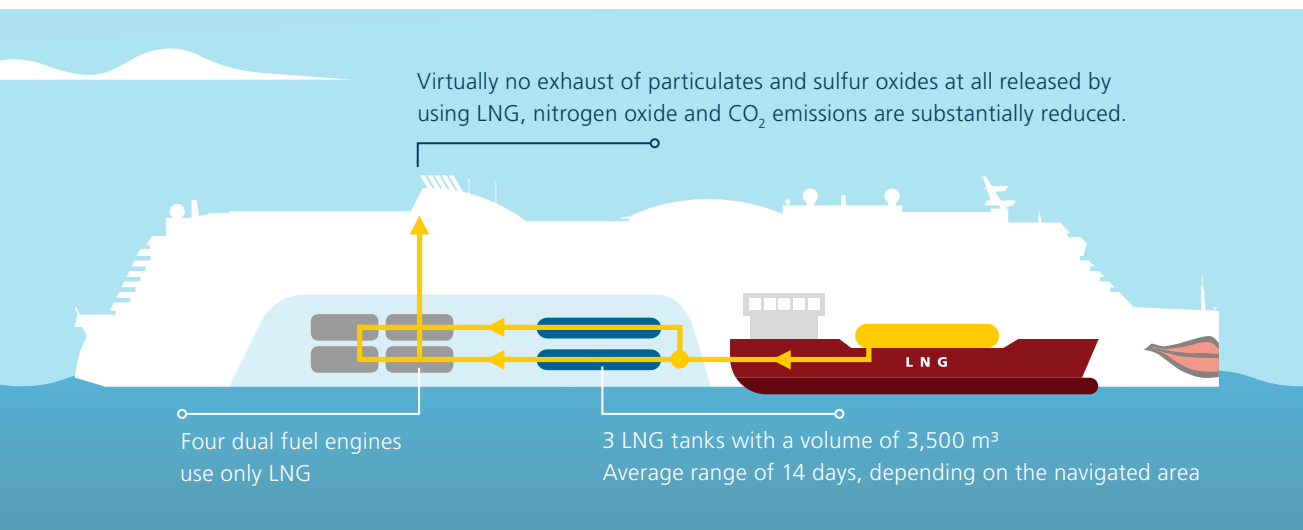 Virtually no exhaust of particulates and sulfur oxides at all released by
using LNG, nitrogen oxide and CO₂ emissions are substantially reduced.
LNG
Four dual fuel engines
use only LNG
3 LNG tanks with a volume of 3,500 m³
Average range of 14 days, depending on the navigated area